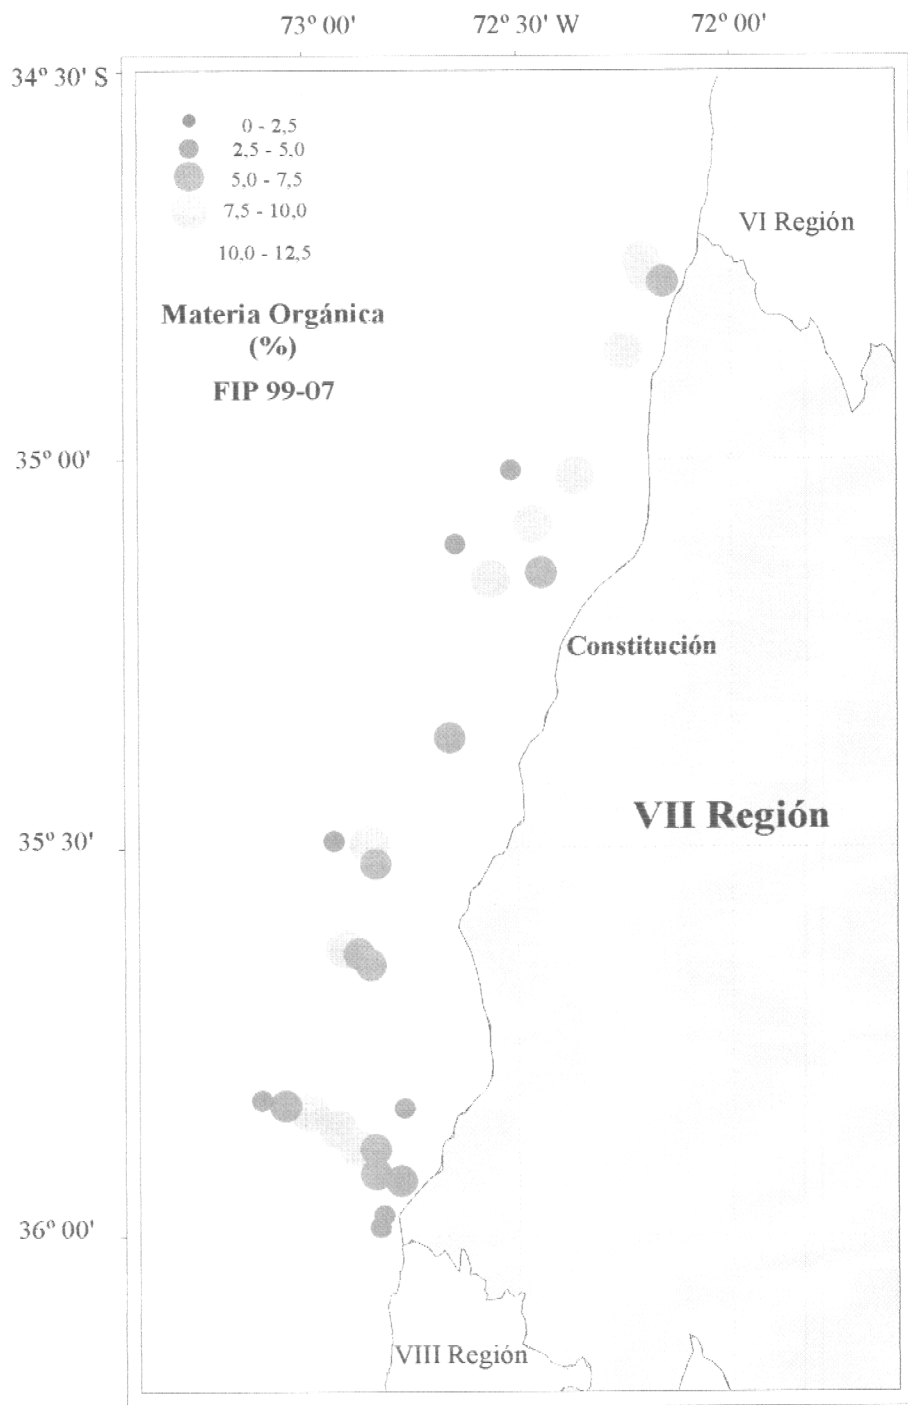 73º 00'
72º 30' W
72º 00'
34º 30' S
0 - 2,5
2,5 - 5,0
5,0 - 7,5
7,5 - 10,0
10,0 - 12,5
VI Región
Materia Orgánica
(%)
FIP 99-07
35º 00'
Constitución
VII Región
35º 30'
36º 00'
VIII Región